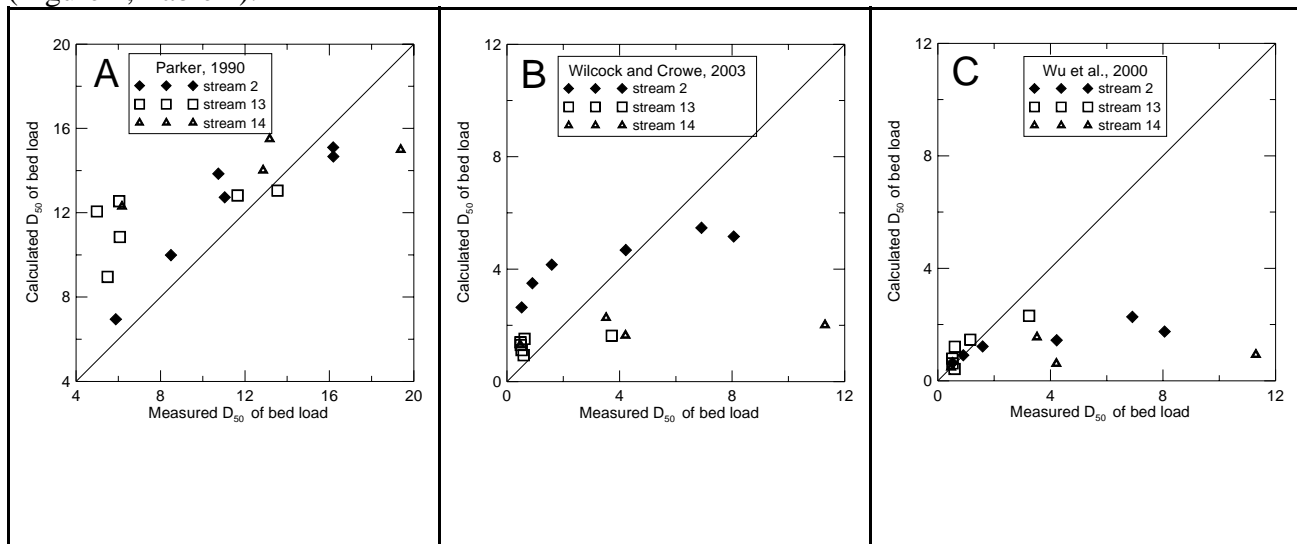 A
Parker, 1990
stream 2
stream 13
stream 14
20
16
12
8
4
Calculated D50 of bed load
4 8 12 16 20
Measured D50 of bed load
B
Wilcock and Crowe, 2003
stream 2
stream 13
stream 14
12
8
4
0
Calculated D50 of bed load
0 4 8 12
Measured D50 of bed load
C
Wu et al., 2000
stream 2
stream 13
stream 14
12
8
4
0
Calculated D50 of bed load
0 4 8 12
Measured D50 of bed load